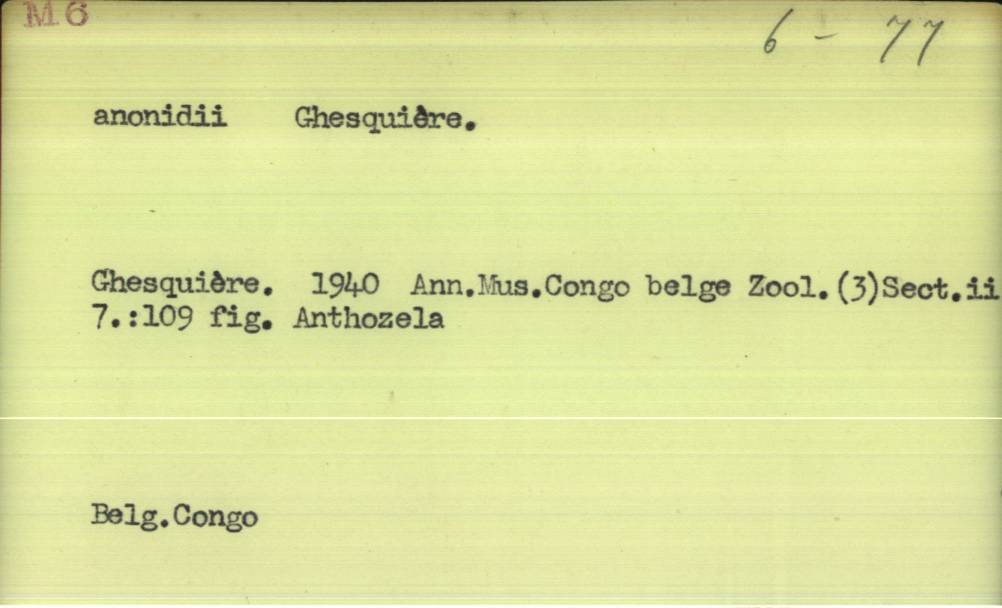 M6
6 - 77
anonidii Ghesquière.
Ghesquière. 1940 Ann.Mus.Congo belge Zool.(3)Sect.ii
7.:109 fig. Anthozela
Belg.Congo